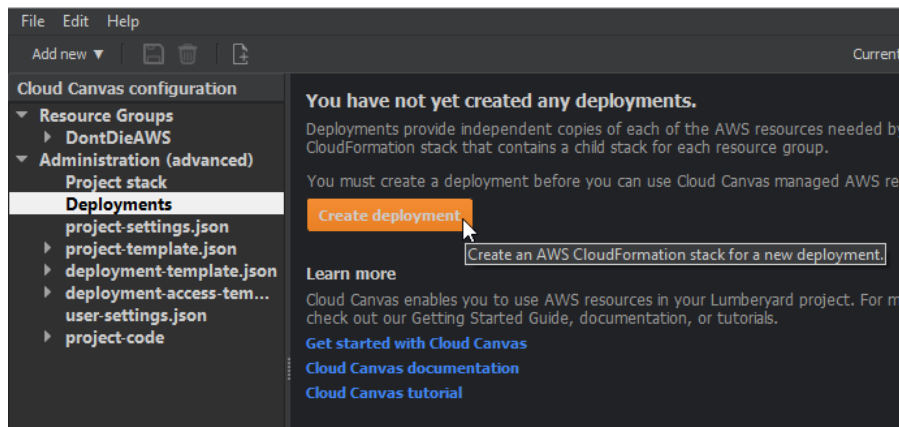 File Edit Help
Add new ▼
Current
Cloud Canvas configuration
Resource Groups
DontDieAWS
Administration (advanced)
Project stack
Deployments
project-settings.json
project-template.json
deployment-template.json
deployment-access-tem...
user-settings.json
project-code
You have not yet created any deployments.
Deployments provide independent copies of each of the AWS resources needed by
CloudFormation stack that contains a child stack for each resource group.
You must create a deployment before you can use Cloud Canvas managed AWS re
Create deployment
Create an AWS CloudFormation stack for a new deployment.
Learn more
Cloud Canvas enables you to use AWS resources in your Lumberyard project. For m
check out our Getting Started Guide, documentation, or tutorials.
Get started with Cloud Canvas
Cloud Canvas documentation
Cloud Canvas tutorial